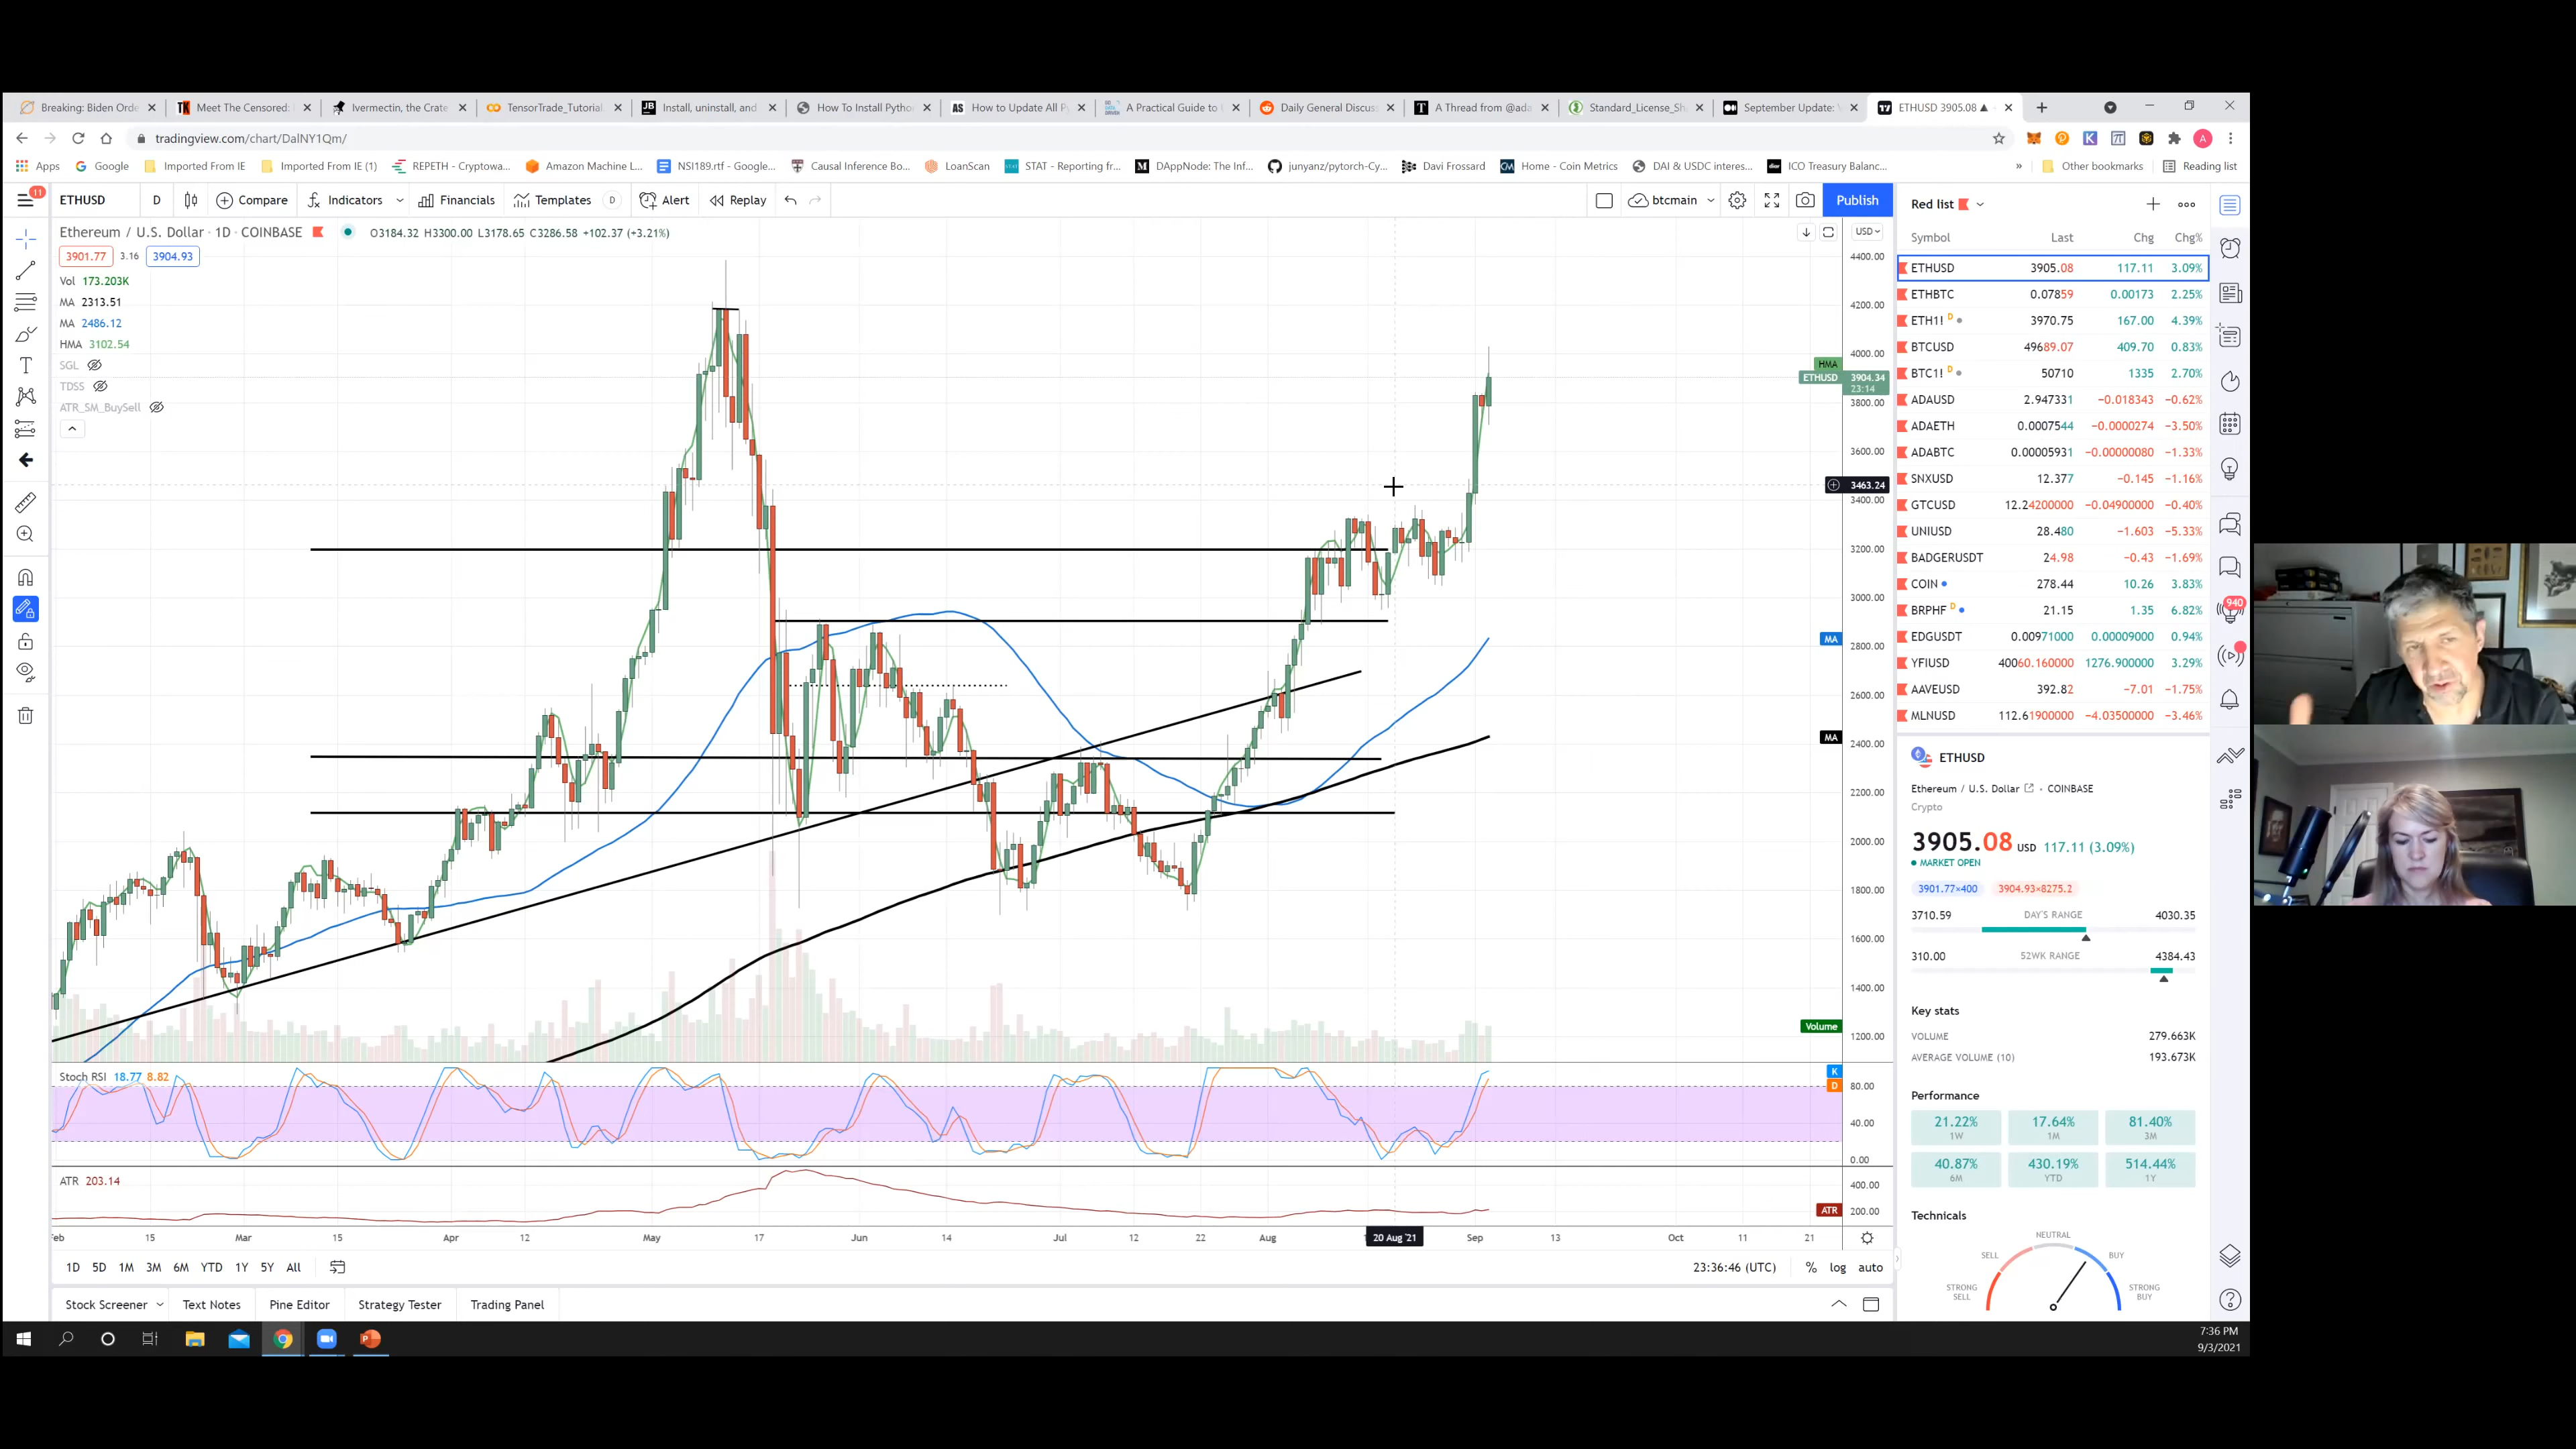 Breaking: Biden Orde
Meet The Censored:
Ivermectin, the Crate
TensorTrade_Tutorial
Install, uninstall, and
How To Install Pytho
How to Update All Py
A Practical Guide to
Daily General Discus
A Thread from @ada
Standard_License_Sh
September Update:
ETHUSD 3905.08 ▲
tradingview.com/chart/DalNY1Qm/
Apps
Google
Imported From IE
Imported From IE (1)
REPETH - Cryptowa...
Amazon Machine L...
NSI189.rtf - Google...
Causal Inference Bo...
LoanScan
STAT - Reporting fr...
DAppNode: The Inf...
junyanz/pytorch-Cy...
Davi Frossard
Home - Coin Metrics
DAI & USDC interes...
ICO Treasury Balanc...
»
Other bookmarks
Reading list
11
ETHUSD
D
Compare
Indicators
Financials
Templates
D
Alert
Replay
btcmain
Publish
Ethereum / U.S. Dollar · 1D · COINBASE
O3184.32 H3300.00 L3178.65 C3286.58 +102.37 (+3.21%)
USD
3901.77 3.16 3904.93
Vol 173.203K
MA 2313.51
MA 2486.12
HMA 3102.54
SGL
TDSS
ATR_SM_BuySell
4400.00
4200.00
4000.00
HMA
ETHUSD 3904.34
23:14
3800.00
3600.00
3463.24
3400.00
3200.00
3000.00
2800.00
MA
2600.00
2400.00
MA
2200.00
2000.00
1800.00
1600.00
1400.00
1200.00
Volume
Stoch RSI 18.77 8.82
K
D
80.00
40.00
0.00
ATR 203.14
400.00
200.00
ATR
eb 15 Mar 15 Apr 12 May 17 Jun 14 Jul 12 22 Aug 20 Aug '21 Sep 13 Oct 11 21
1D 5D 1M 3M 6M YTD 1Y 5Y All
23:36:46 (UTC) % log auto
Stock Screener
Text Notes
Pine Editor
Strategy Tester
Trading Panel
Red list
Symbol Last Chg Chg%
ETHUSD 3905.08 117.11 3.09%
ETHBTC 0.07859 0.00173 2.25%
ETH1! D 3970.75 167.00 4.39%
BTCUSD 49689.07 409.70 0.83%
BTC1! D 50710 1335 2.70%
ADAUSD 2.947331 −0.018343 −0.62%
ADAETH 0.0007544 −0.0000274 −3.50%
ADABTC 0.00005931 −0.00000080 −1.33%
SNXUSD 12.377 −0.145 −1.16%
GTCUSD 12.24200000 −0.04900000 −0.40%
UNIUSD 28.480 −1.603 −5.33%
BADGERUSDT 24.98 −0.43 −1.69%
COIN 278.44 10.26 3.83%
BRPHF D 21.15 1.35 6.82%
EDGUSDT 0.00971000 0.00009000 0.94%
YFIUSD 40060.160000 1276.900000 3.29%
AAVEUSD 392.82 −7.01 −1.75%
MLNUSD 112.61900000 −4.03500000 −3.46%
940
ETHUSD
Ethereum / U.S. Dollar · COINBASE
Crypto
3905.08 USD 117.11 (3.09%)
MARKET OPEN
3901.77×400 3904.93×8275.2
3710.59 DAY'S RANGE 4030.35
310.00 52WK RANGE 4384.43
Key stats
VOLUME 279.663K
AVERAGE VOLUME (10) 193.673K
Performance
21.22% 17.64% 81.40%
1W 1M 3M
40.87% 430.19% 514.44%
6M YTD 1Y
Technicals
NEUTRAL
SELL BUY
STRONG SELL STRONG BUY
7:36 PM
9/3/2021